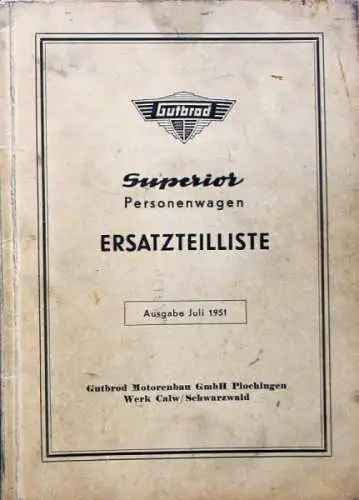 Gutbrod
Superior
Personenwagen
ERSATZTEILLISTE
Ausgabe Juli 1951
Gutbrod Motorenbau GmbH Plochingen
Werk Calw/Schwarzwald